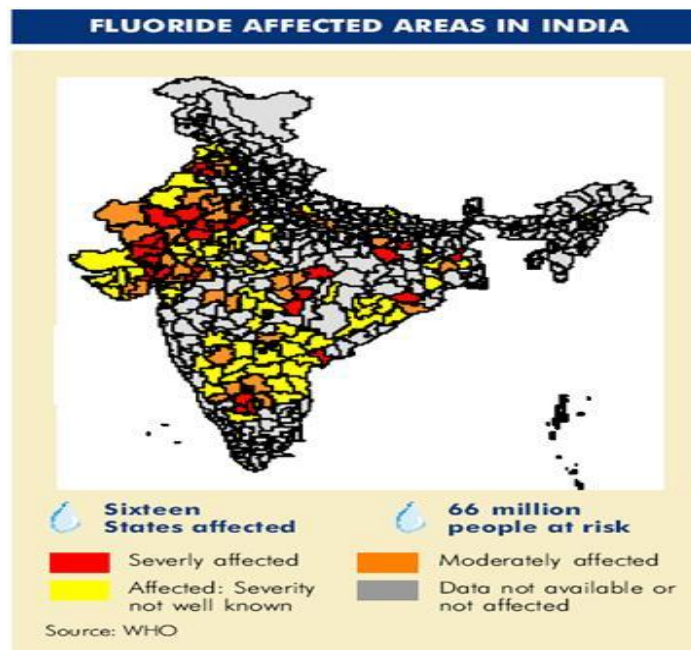 FLUORIDE AFFECTED AREAS IN INDIA
Sixteen
States affected
66 million
people at risk
Severly affected
Moderately affected
Affected: Severity
not well known
Data not available or
not affected
Source: WHO